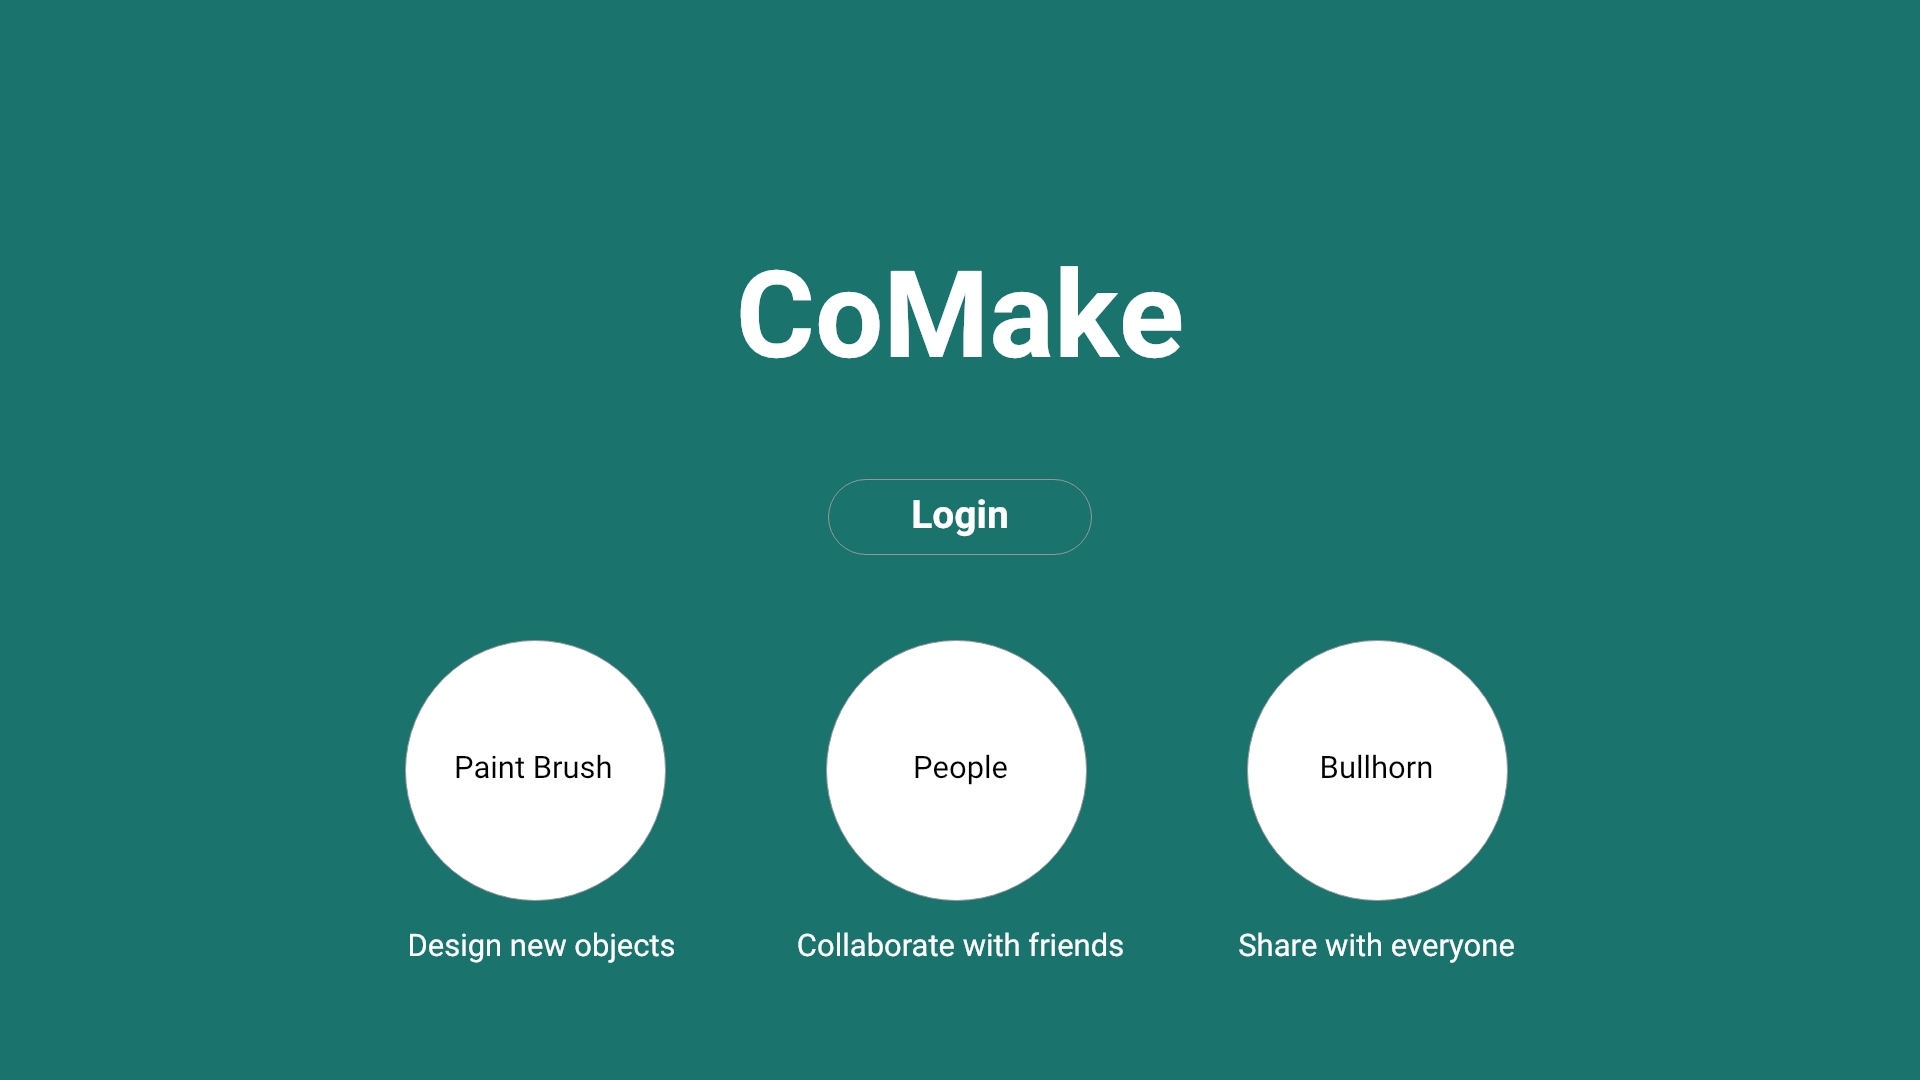 CoMake
Login
Paint Brush
People
Bullhorn
Design new objects
Collaborate with friends
Share with everyone